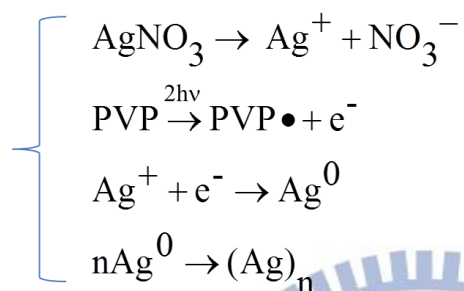 AgNO₃ → Ag⁺ + NO₃⁻
PVP →2hν PVP• + e⁻
Ag⁺ + e⁻ → Ag⁰
nAg⁰ → (Ag)ₙ